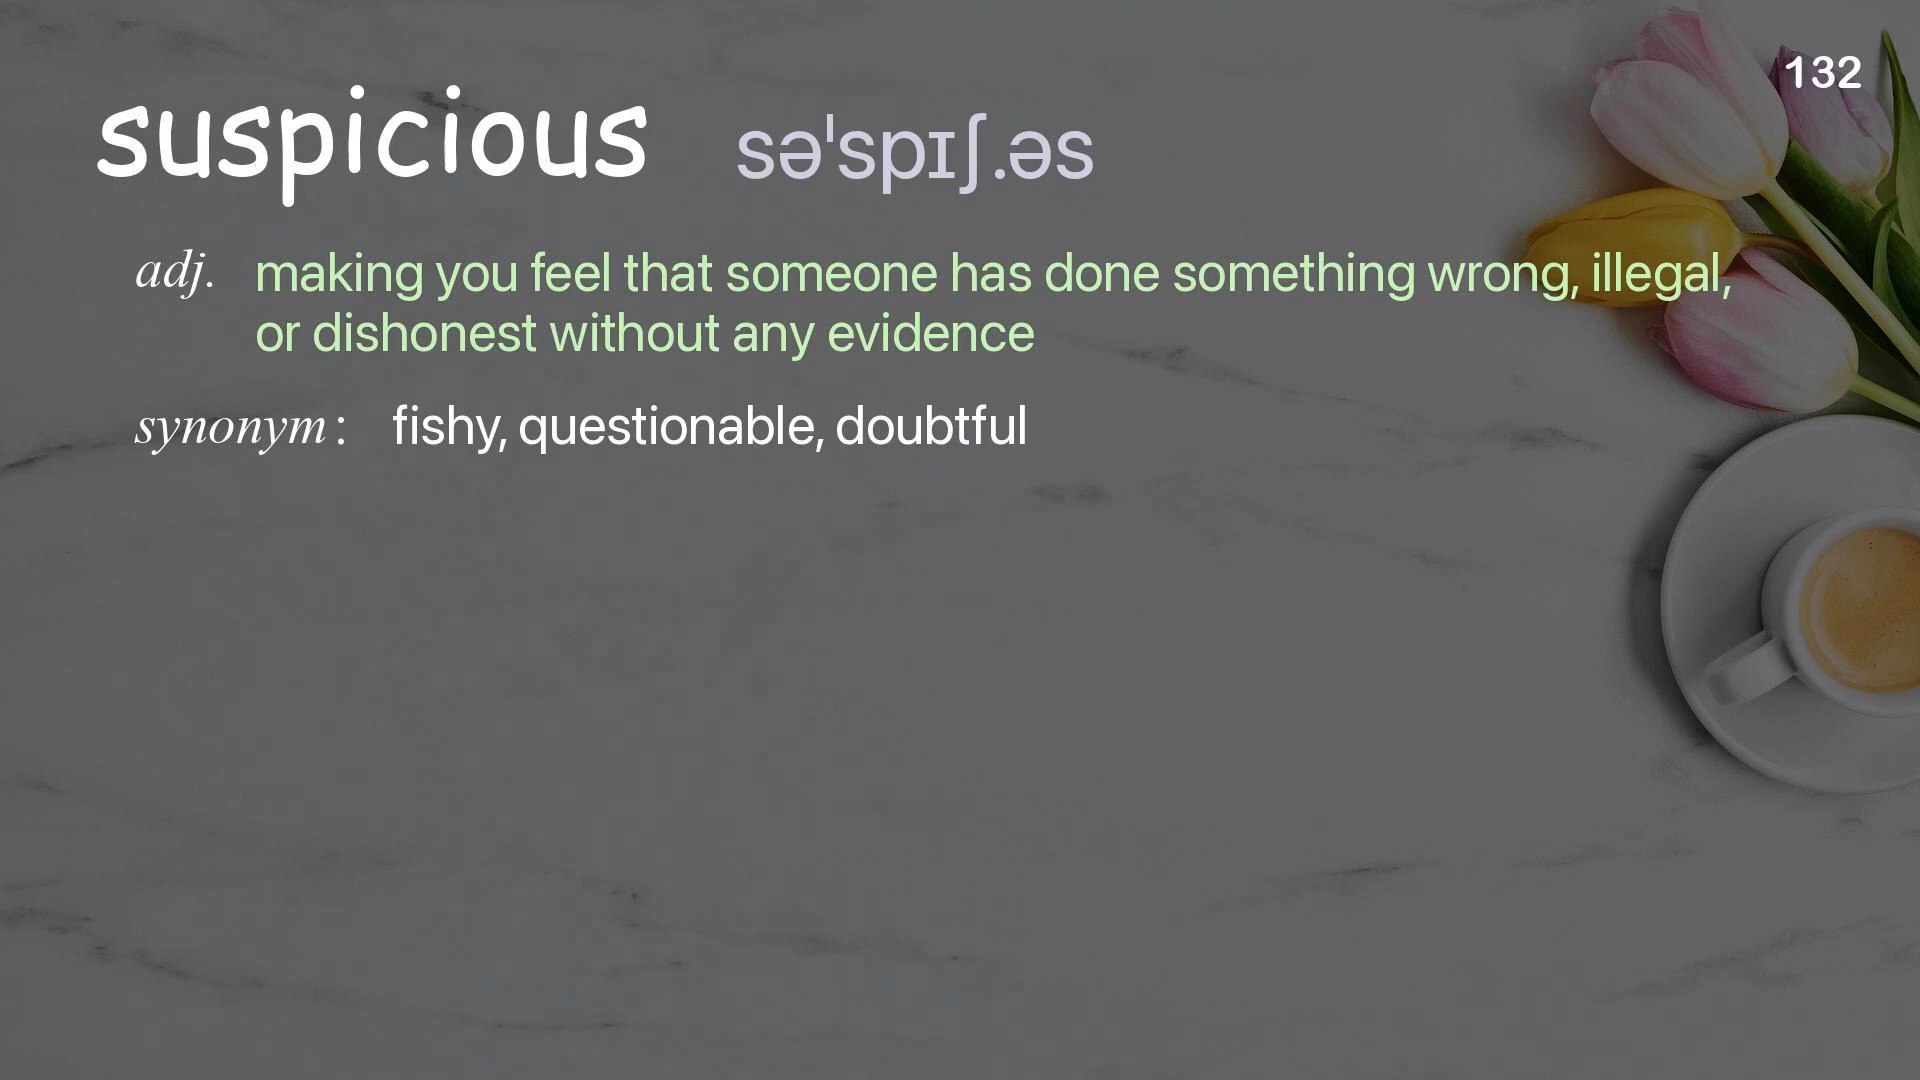 132
suspicious səˈspɪʃ.əs
adj. making you feel that someone has done something wrong, illegal,
or dishonest without any evidence
synonym: fishy, questionable, doubtful